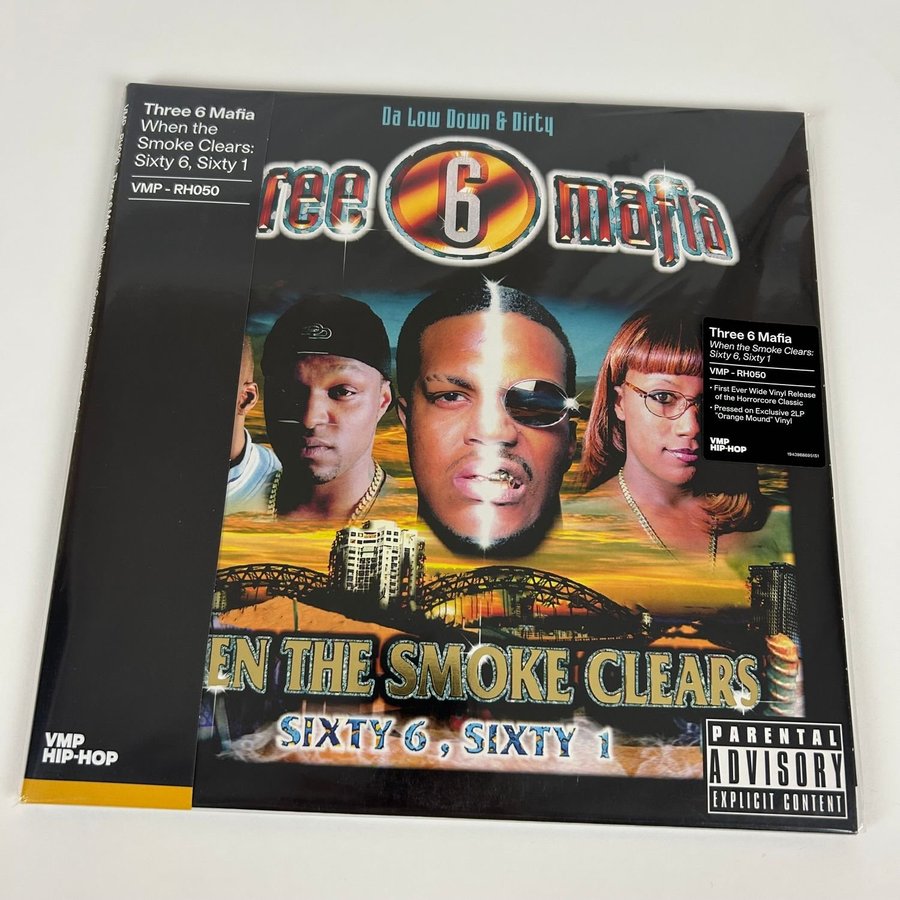 Three 6 Mafia
When the
Smoke Clears:
Sixty 6, Sixty 1
VMP - RH050
Da Low Down & Dirty
ree 6 mafia
Three 6 Mafia
When the Smoke Clears:
Sixty 6, Sixty 1
VMP - RH050
• First Ever Wide Vinyl Release
of the Horrorcore Classic
• Pressed on Exclusive 2LP
"Orange Mound" Vinyl
VMP
HIP-HOP
EN THE SMOKE CLEARS
SIXTY 6, SIXTY 1
VMP
HIP-HOP
PARENTAL
ADVISORY
EXPLICIT CONTENT